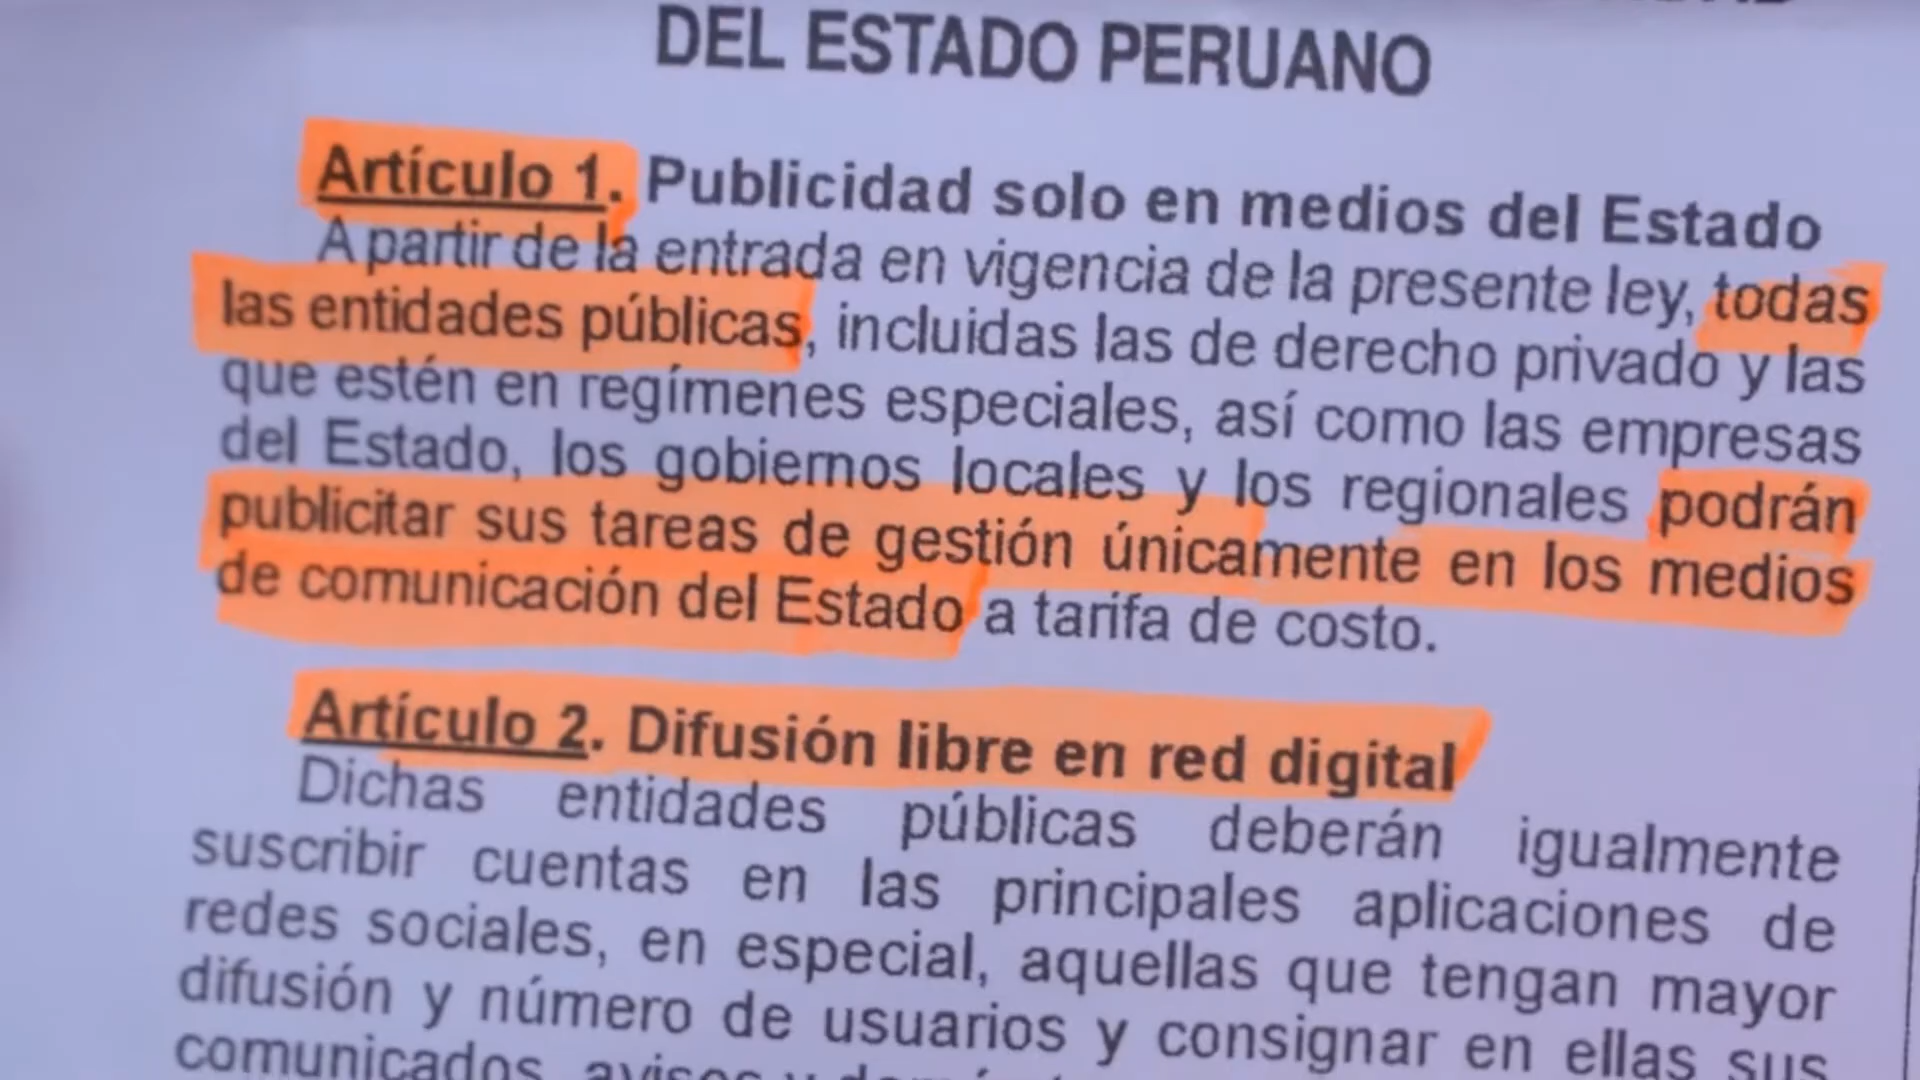 DEL ESTADO PERUANO
Artículo 1. Publicidad solo en medios del Estado
A partir de la entrada en vigencia de la presente ley, todas
las entidades públicas, incluidas las de derecho privado y las
que estén en regímenes especiales, así como las empresas
del Estado, los gobiernos locales y los regionales podrán
publicitar sus tareas de gestión únicamente en los medios
de comunicación del Estado a tarifa de costo.
Artículo 2. Difusión libre en red digital
Dichas entidades públicas deberán igualmente
suscribir cuentas en las principales aplicaciones de
redes sociales, en especial, aquellas que tengan mayor
difusión y número de usuarios y consignar en ellas sus
comunicados, avisos y